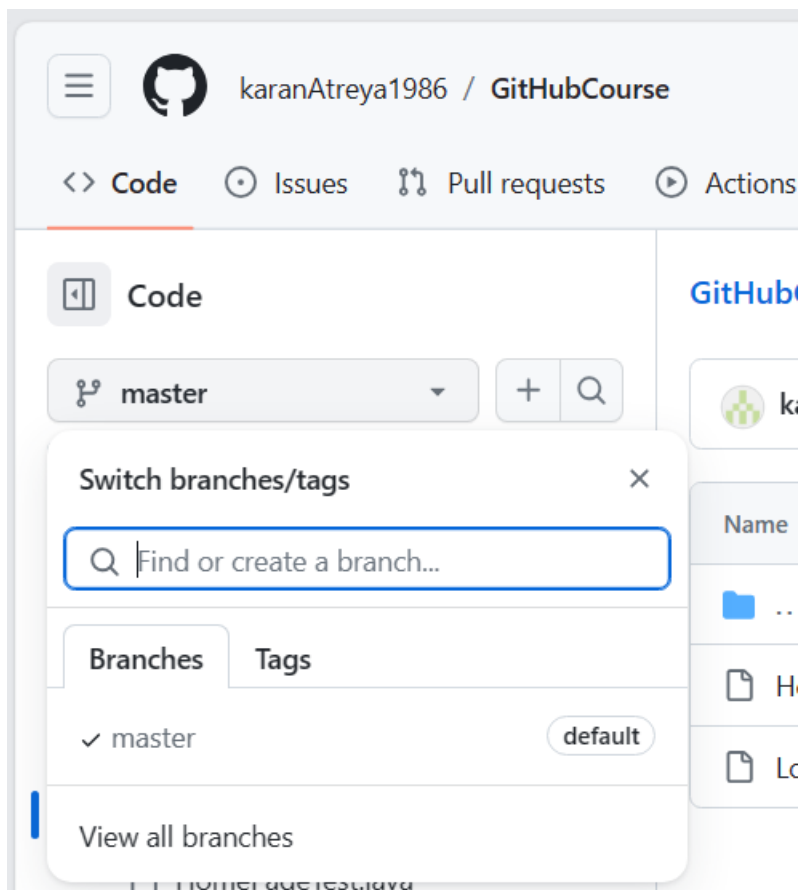 karanAtreya1986 / GitHubCourse
Code Issues Pull requests Actions
Code
master
Switch branches/tags
Find or create a branch...
Name
Branches Tags
..
master default
View all branches